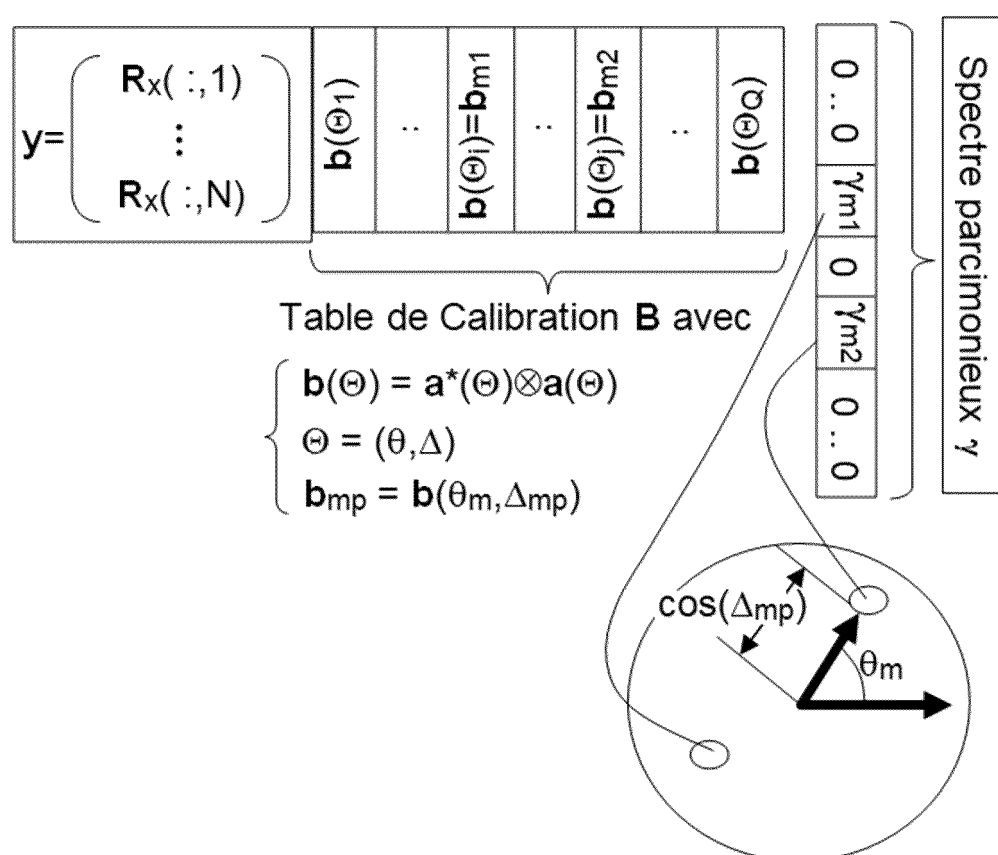 y=
Rx( :,1)
⋮
Rx( :,N)
b(Θ1)
..
b(Θi)=bm1
..
b(Θj)=bm2
..
b(ΘQ)
0 .. 0
γm1
0
γm2
0 .. 0
Spectre parcimonieux γ
Table de Calibration B avec
b(Θ) = a*(Θ)⊗a(Θ)
Θ = (θ,Δ)
bmp = b(θm,Δmp)
cos(Δmp)
θm